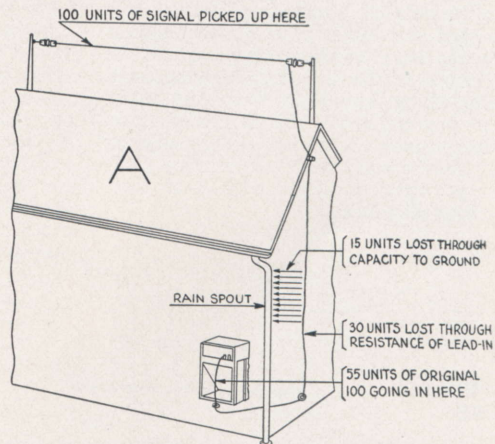 100 UNITS OF SIGNAL PICKED UP HERE
A
15 UNITS LOST THROUGH
CAPACITY TO GROUND
RAIN SPOUT
30 UNITS LOST THROUGH
RESISTANCE OF LEAD-IN
55 UNITS OF ORIGINAL
100 GOING IN HERE